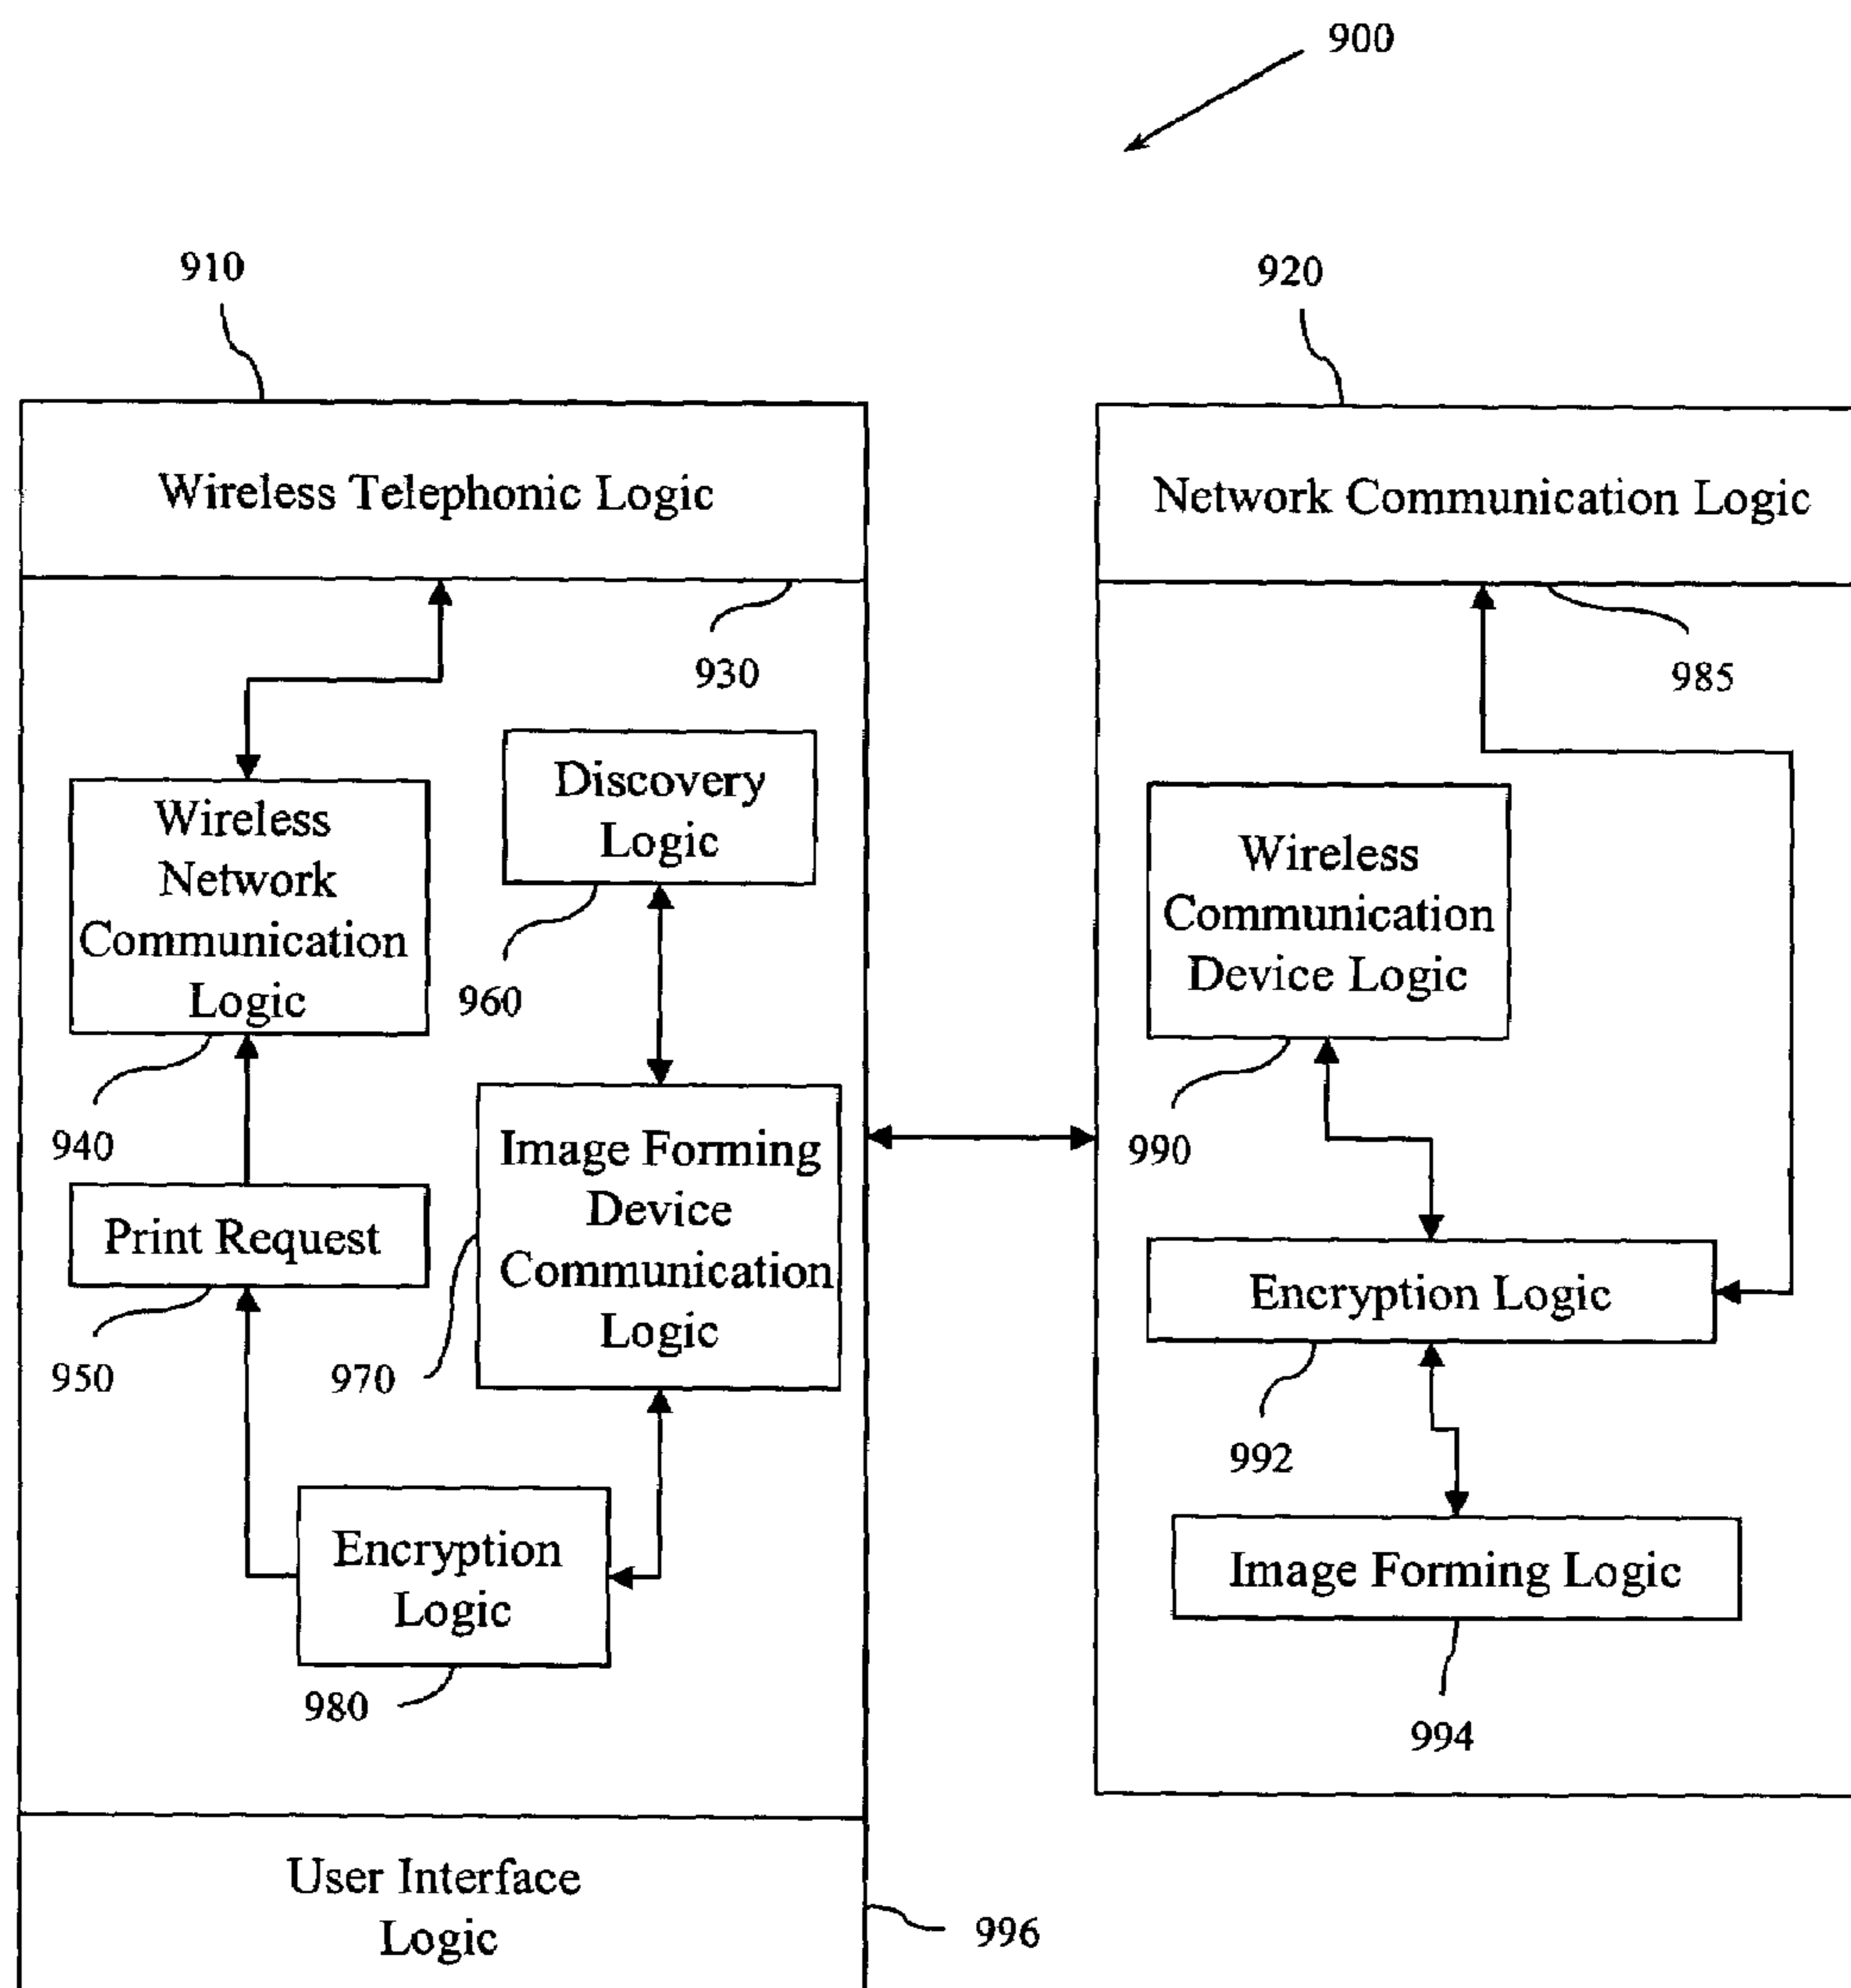 900
910
920
Wireless Telephonic Logic
Network Communication Logic
930
985
Wireless
Network
Communication
Logic
940
Discovery
Logic
960
Wireless
Communication
Device Logic
990
Print Request
950
Image Forming
Device
Communication
Logic
970
Encryption Logic
992
Encryption
Logic
980
Image Forming Logic
994
User Interface
Logic
996